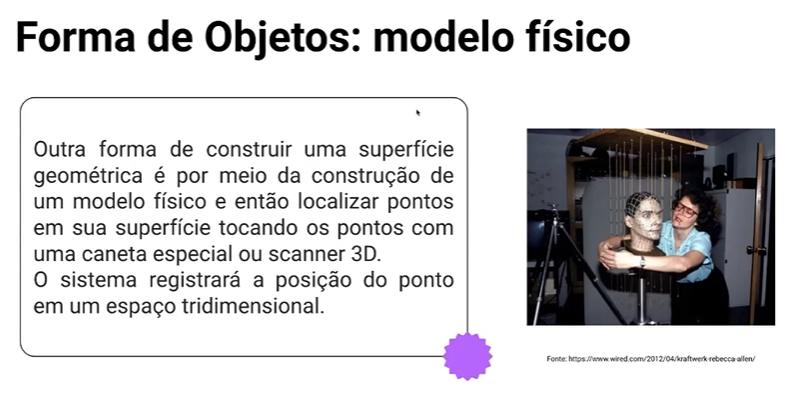 Forma de Objetos: modelo físico
Outra forma de construir uma superfície
geométrica é por meio da construção de
um modelo físico e então localizar pontos
em sua superfície tocando os pontos com
uma caneta especial ou scanner 3D.
O sistema registrará a posição do ponto
em um espaço tridimensional.
Fonte: https://www.wired.com/2012/04/kraftwerk-rebecca-allen/